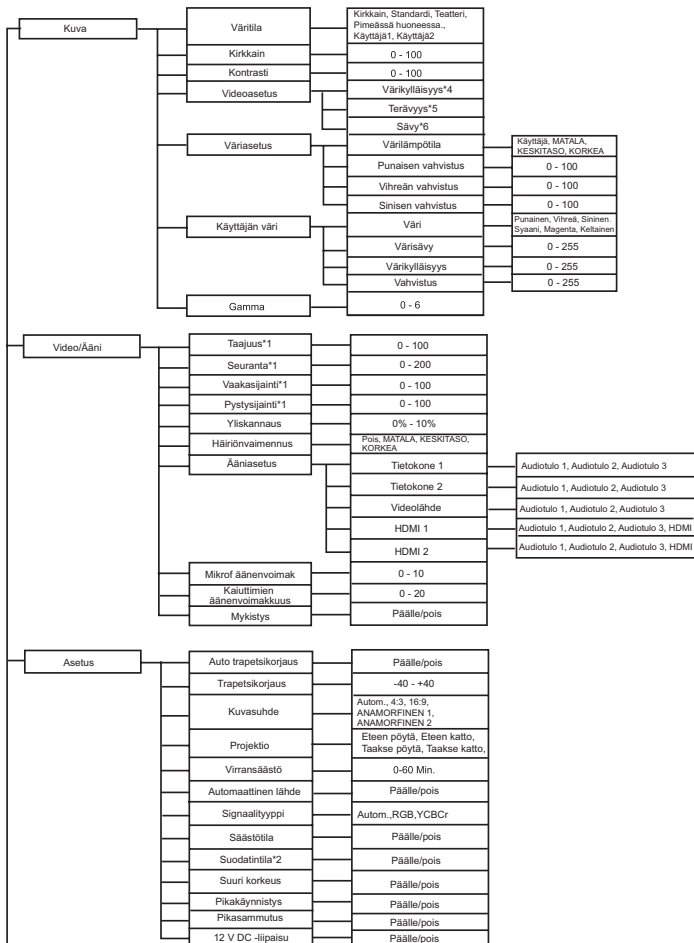 Kuva
Väritila
Kirkkain, Standardi, Teatteri,
Pimeässä huoneessa.,
Käyttäjä1, Käyttäjä2
Kirkkain
0 - 100
Kontrasti
0 - 100
Videoasetus
Värikylläisyys*4
Terävyys*5
Sävy*6
Väriasetus
Värilämpötila
Käyttäjä, MATALA,
KESKITASO, KORKEA
Punaisen vahvistus
0 - 100
Vihreän vahvistus
0 - 100
Sinisen vahvistus
0 - 100
Käyttäjän väri
Väri
Punainen, Vihreä, Sininen.
Syaani, Magenta, Keltainen
Värisävy
0 - 255
Värikylläisyys
0 - 255
Vahvistus
0 - 255
Gamma
0 - 6
Video/Ääni
Taajuus*1
0 - 100
Seuranta*1
0 - 200
Vaakasijainti*1
0 - 100
Pystysijainti*1
0 - 100
Yliskannaus
0% - 10%
Häiriönvaimennus
Pois, MATALA, KESKITASO,
KORKEA
Ääniasetus
Tietokone 1
Audiotulo 1, Audiotulo 2, Audiotulo 3
Tietokone 2
Audiotulo 1, Audiotulo 2, Audiotulo 3
Videolähde
Audiotulo 1, Audiotulo 2, Audiotulo 3
HDMI 1
Audiotulo 1, Audiotulo 2, Audiotulo 3, HDMI
HDMI 2
Audiotulo 1, Audiotulo 2, Audiotulo 3, HDMI
Mikrof äänenvoimak
0 - 10
Kaiuttimien
äänenvoimakkuus
0 - 20
Mykistys
Päälle/pois
Asetus
Auto trapetsikorjaus
Päälle/pois
Trapetsikorjaus
-40 - +40
Kuvasuhde
Autom., 4:3, 16:9,
ANAMORFINEN 1,
ANAMORFINEN 2
Projektio
Eteen pöytä, Eteen katto,
Taakse pöytä, Taakse katto,
Virransäästö
0-60 Min.
Automaattinen lähde
Päälle/pois
Signaalityyppi
Autom.,RGB,YCBCr
Säästötila
Päälle/pois
Suodatintila*2
Päälle/pois
Suuri korkeus
Päälle/pois
Pikakäynnistys
Päälle/pois
Pikasammutus
Päälle/pois
12 V DC -liipaisu
Päälle/pois